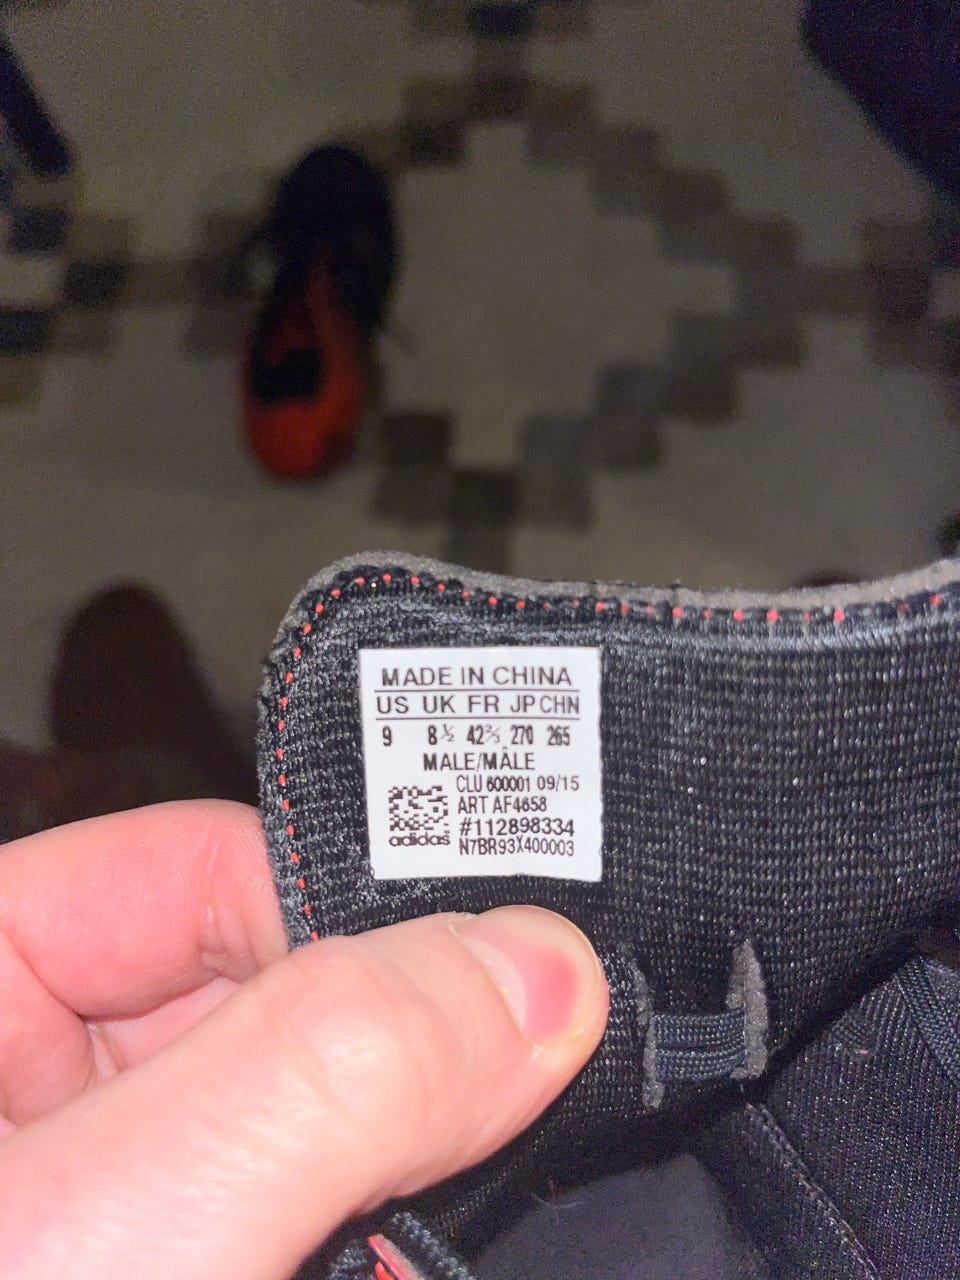 MADE IN CHINA
US UK FR JP CHN
9 8½ 42⅔ 270 265
MALE/MÂLE
CLU 600001 09/15
ART AF4658
#112898334
adidas N7BR93X400003